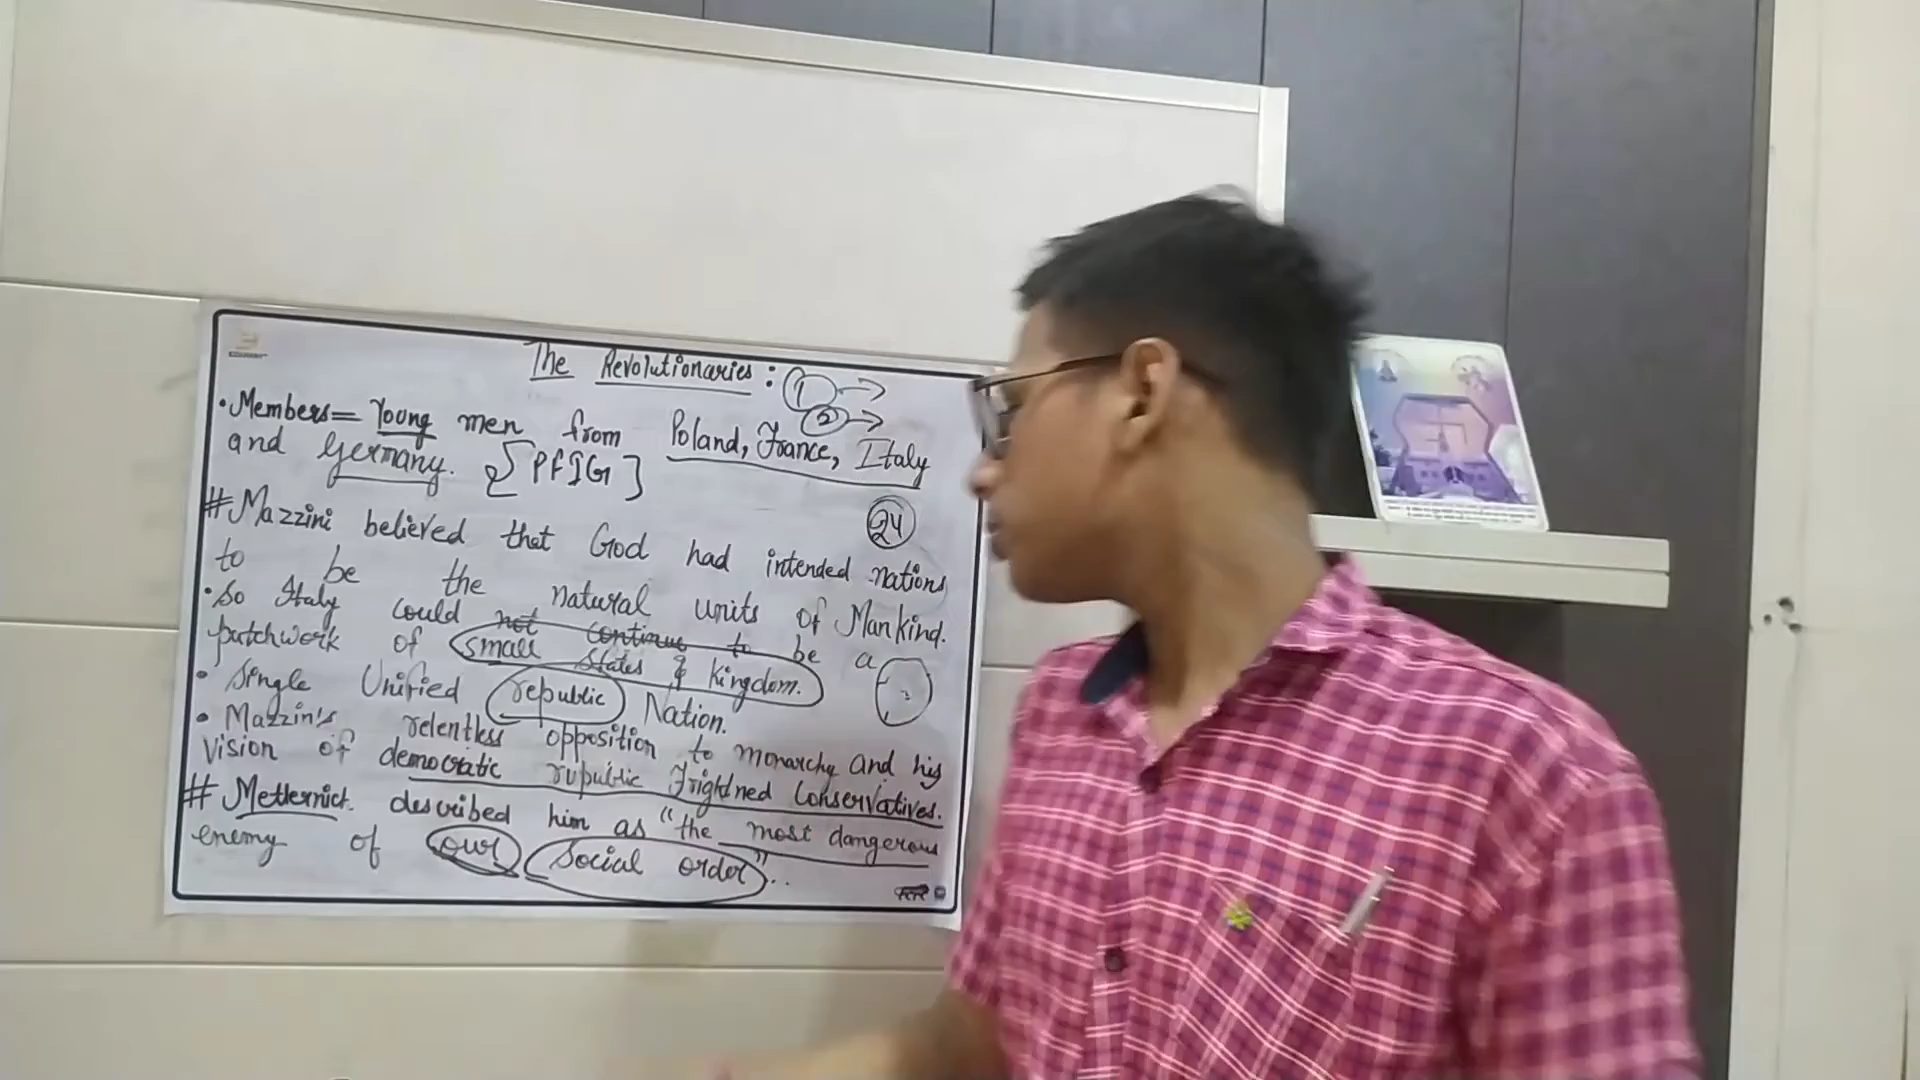 The Revolutionaries : 1 →
2 →
• Members = Young men from Poland, France, Italy
and Germany. { PFIG }
24
# Mazzini believed that God had intended nations
to be the natural units of Mankind.
• So Italy could not continue to be a
patchwork of small states & kingdom.
• Single Unified republic Nation.
• Mazzini's relentless opposition to monarchy and his
vision of democratic republic frightned Conservatives.
# Metternich described him as "the most dangerous
enemy of our Social order"..